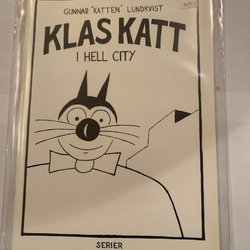 GUNNAR "KATTEN" LUNDKVIST
KLAS KATT
I HELL CITY
SERIER